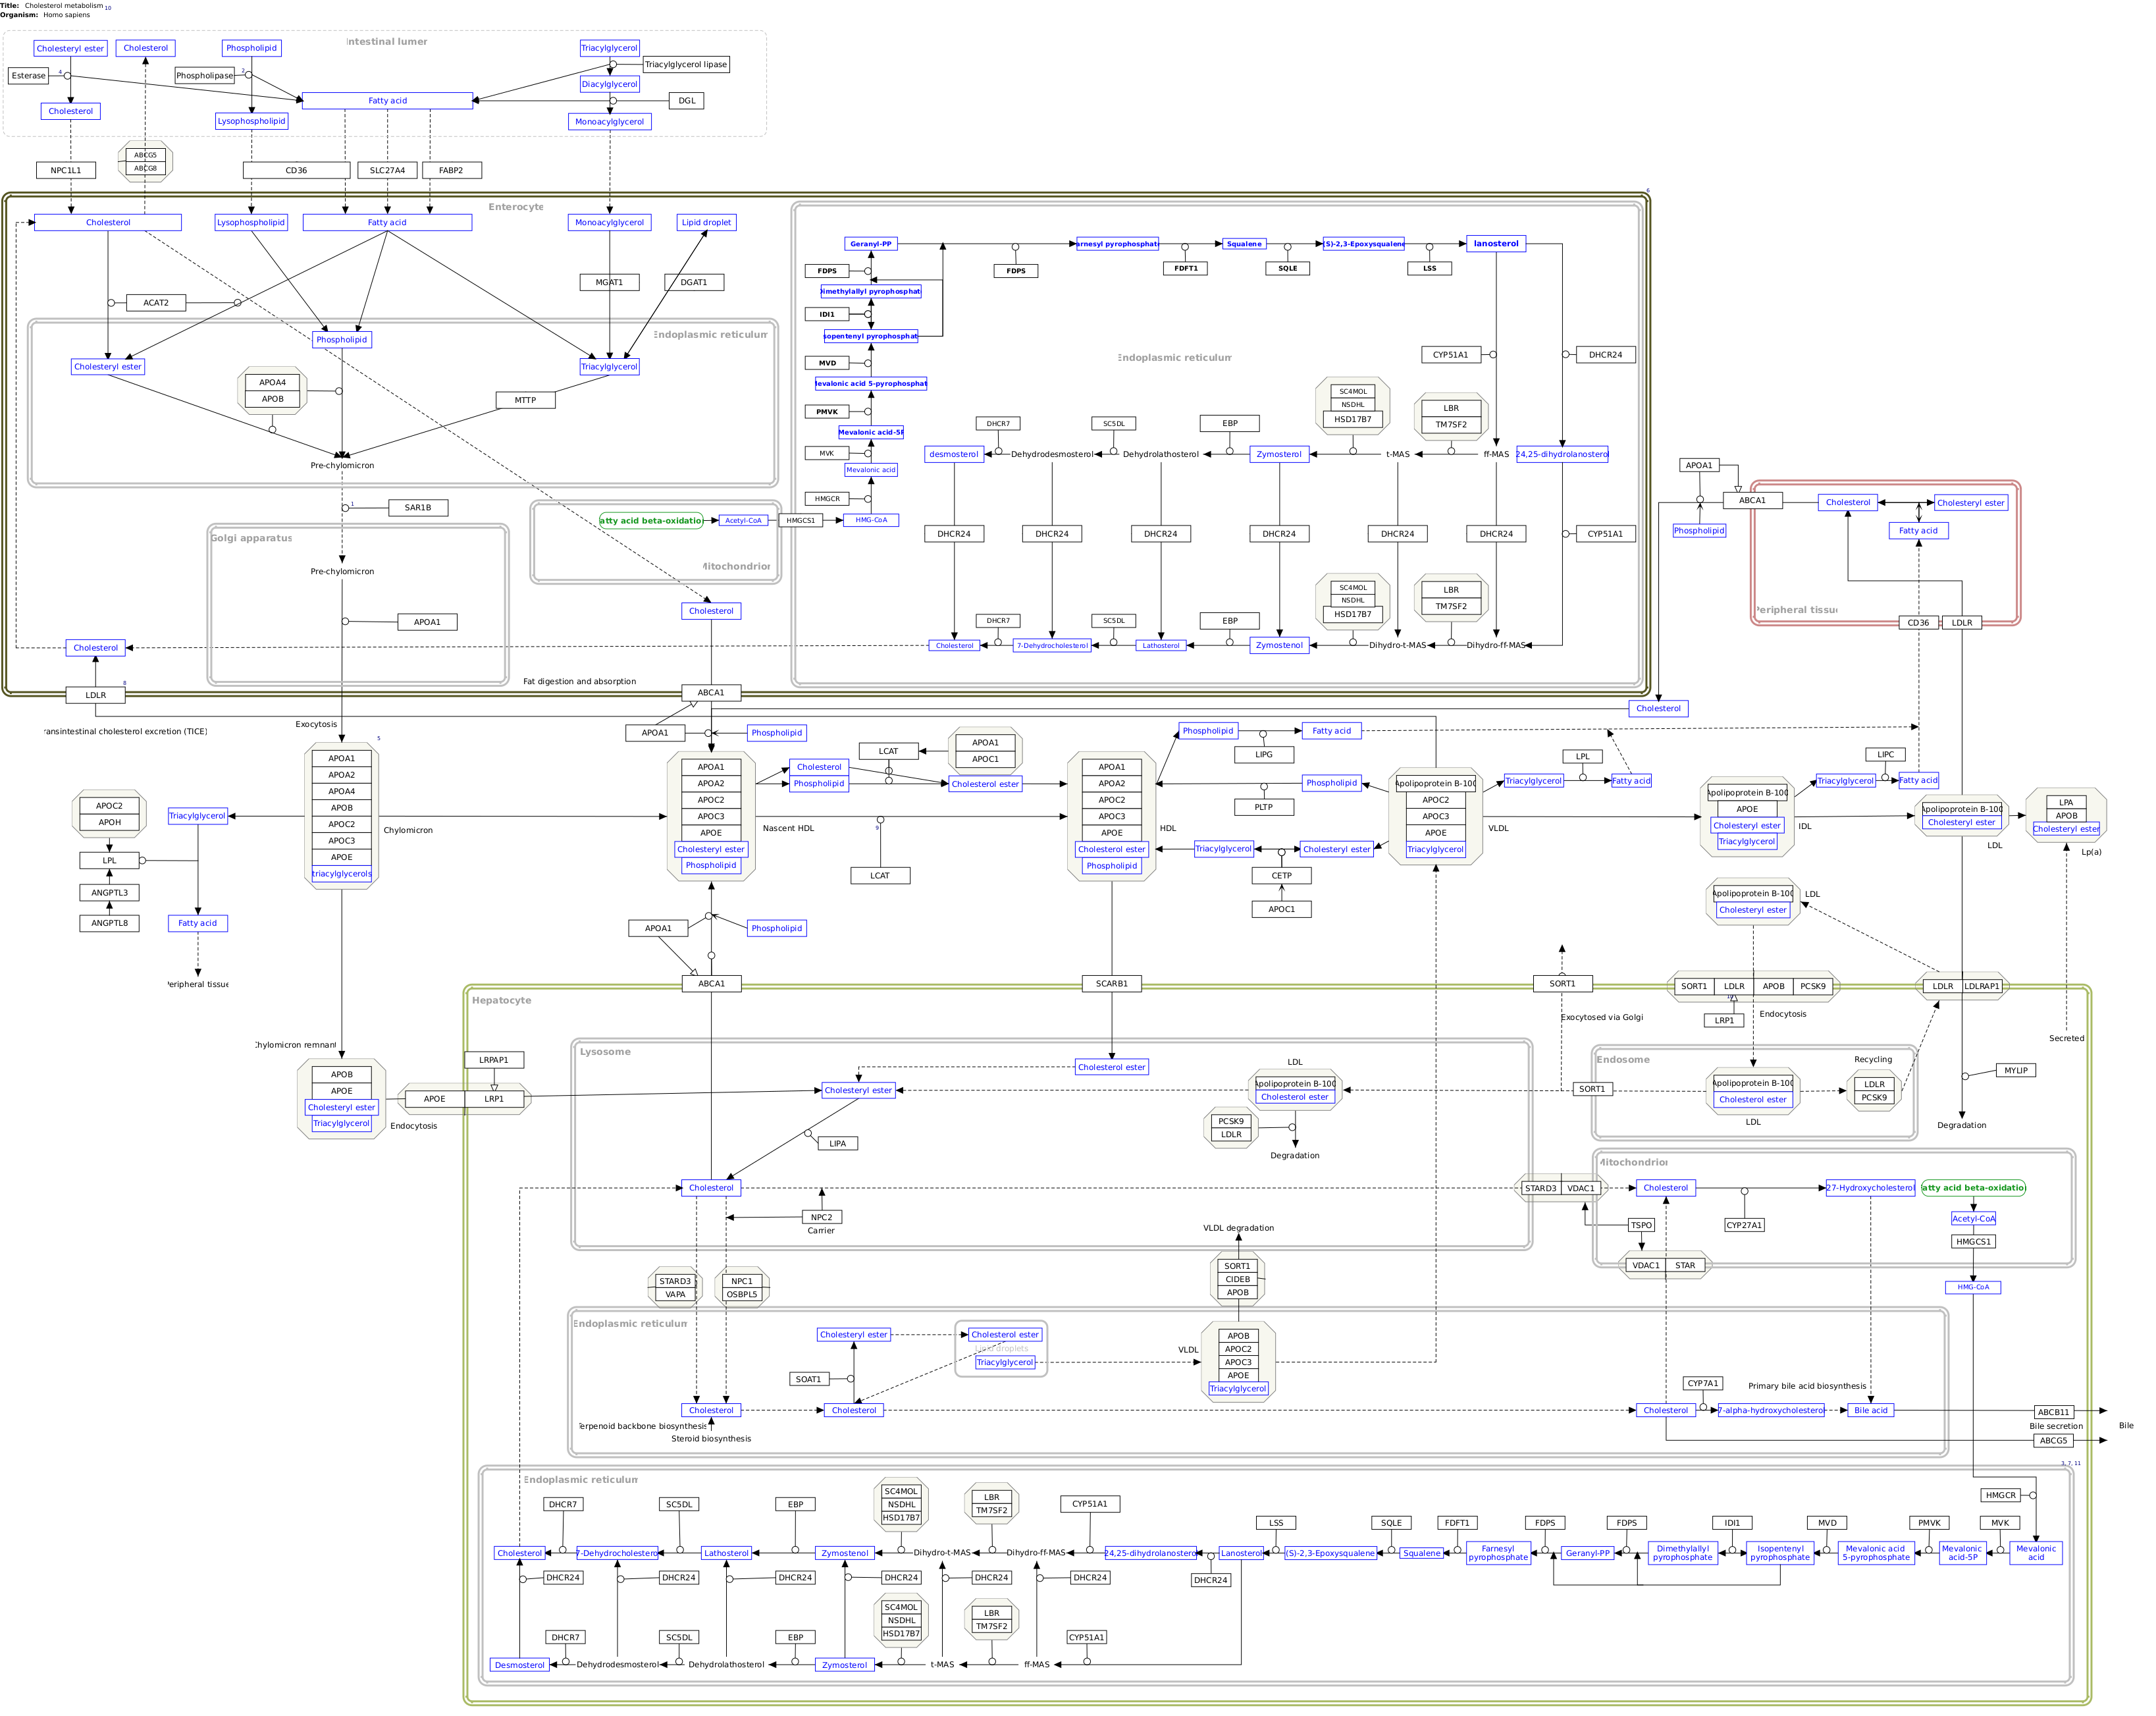 Title: Cholesterol metabolism 10
Organism: Homo sapiens
Intestinal lumen
Cholesteryl ester
Cholesterol
Phospholipid
Triacylglycerol
Esterase
4
Phospholipase
2
Triacylglycerol lipase
Diacylglycerol
Fatty acid
DGL
Cholesterol
Lysophospholipid
Monoacylglycerol
ABCG5
ABCG8
NPC1L1
CD36
SLC27A4
FABP2
6
Enterocyte
Cholesterol
Lysophospholipid
Fatty acid
Monoacylglycerol
Lipid droplet
MGAT1
DGAT1
ACAT2
Endoplasmic reticulum
Phospholipid
Cholesteryl ester
Triacylglycerol
APOA4
APOB
MTTP
Pre-chylomicron
1
SAR1B
Golgi apparatus
Pre-chylomicron
APOA1
Mitochondrion
atty acid beta-oxidatio
Acetyl-CoA
HMGCS1
HMG-CoA
Cholesterol
Cholesterol
LDLR
8
Fat digestion and absorption
ABCA1
Geranyl-PP
arnesyl pyrophosphat
Squalene
(S)-2,3-Epoxysqualene
lanosterol
FDPS
FDPS
FDFT1
SQLE
LSS
Dimethylallyl pyrophosphat
IDI1
sopentenyl pyrophosphat
MVD
Mevalonic acid 5-pyrophosphat
PMVK
Mevalonic acid-5P
MVK
Mevalonic acid
HMGCR
Endoplasmic reticulum
CYP51A1
DHCR24
SC4MOL
NSDHL
HSD17B7
LBR
TM7SF2
DHCR7
SC5DL
EBP
desmosterol
Dehydrodesmosterol
Dehydrolathosterol
Zymosterol
t-MAS
ff-MAS
24,25-dihydrolanosterol
DHCR24
DHCR24
DHCR24
DHCR24
DHCR24
DHCR24
CYP51A1
SC4MOL
NSDHL
HSD17B7
LBR
TM7SF2
DHCR7
SC5DL
EBP
Cholesterol
7-Dehydrocholesterol
Lathosterol
Zymostenol
Dihydro-t-MAS
Dihydro-ff-MAS
APOA1
ABCA1
Phospholipid
Cholesterol
Cholesteryl ester
Fatty acid
Peripheral tissue
CD36
LDLR
Cholesterol
ransintestinal cholesterol excretion (TICE)
Exocytosis
5
APOA1
APOA2
APOA4
APOB
APOC2
APOC3
APOE
triacylglycerols
Chylomicron
APOC2
APOH
LPL
ANGPTL3
ANGPTL8
Triacylglycerol
Fatty acid
Peripheral tissue
APOA1
Phospholipid
APOA1
APOA2
APOC2
APOC3
APOE
Cholesteryl ester
Phospholipid
Nascent HDL
Cholesterol
Phospholipid
LCAT
APOA1
APOC1
Cholesteryl ester
9
LCAT
APOA1
APOA2
APOC2
APOC3
APOE
Cholesterol ester
Phospholipid
HDL
Phospholipid
Fatty acid
LIPG
Phospholipid
PLTP
Triacylglycerol
Cholesteryl ester
CETP
APOC1
Apolipoprotein B-100
APOC2
APOC3
APOE
Triacylglycerol
VLDL
Triacylglycerol
LPL
Fatty acid
Apolipoprotein B-100
APOE
Cholesteryl ester
Triacylglycerol
IDL
Triacylglycerol
LIPC
Fatty acid
Apolipoprotein B-100
Cholesteryl ester
LDL
LPA
APOB
Cholesteryl ester
Lp(a)
APOA1
Phospholipid
Apolipoprotein B-100
Cholesteryl ester
LDL
ABCA1
SCARB1
SORT1
SORT1
LDLR
APOB
PCSK9
LDLR
LDLRAP1
Hepatocyte
Exocytosed via Golgi
LRP1
Endocytosis
Secreted
Chylomicron remnant
APOB
APOE
Cholesteryl ester
Triacylglycerol
Endocytosis
LRPAP1
APOE
LRP1
Lysosome
Cholesteryl ester
Cholesteryl ester
LDL
Apolipoprotein B-100
Cholesterol ester
PCSK9
LDLR
Degradation
LIPA
Cholesterol
NPC2
Carrier
Endosome
SORT1
Apolipoprotein B-100
Cholesterol ester
LDL
Recycling
LDLR
PCSK9
MYLIP
Degradation
Mitochondrion
STARD3
VDAC1
Cholesterol
27-Hydroxycholesterol
atty acid beta-oxidatio
TSPO
CYP27A1
Acetyl-CoA
HMGCS1
VDAC1
STAR
HMG-CoA
STARD3
VAPA
NPC1
OSBPL5
VLDL degradation
SORT1
CIDEB
APOB
Endoplasmic reticulum
Cholesteryl ester
Cholesterol ester
Lipid droplets
Triacylglycerol
SOAT1
VLDL
APOB
APOC2
APOC3
APOE
Triacylglycerol
Cholesterol
Cholesterol
Terpenoid backbone biosynthesis
Steroid biosynthesis
Cholesterol
CYP7A1
7-alpha-hydroxycholesterol
Primary bile acid biosynthesis
Bile acid
ABCB11
Bile secretion
ABCG5
Bile
3, 7, 11
Endoplasmic reticulum
DHCR7
SC5DL
EBP
SC4MOL
NSDHL
HSD17B7
LBR
TM7SF2
CYP51A1
LSS
SQLE
FDFT1
FDPS
FDPS
IDI1
MVD
PMVK
MVK
HMGCR
Cholesterol
7-Dehydrocholesterol
Lathosterol
Zymostenol
Dihydro-t-MAS
Dihydro-ff-MAS
24,25-dihydrolanosterol
Lanosterol
(S)-2,3-Epoxysqualene
Squalene
Farnesyl
pyrophosphate
Geranyl-PP
Dimethylallyl
pyrophosphate
Isopentenyl
pyrophosphate
Mevalonic acid
5-pyrophosphate
Mevalonic
acid-5P
Mevalonic
acid
DHCR24
DHCR24
DHCR24
DHCR24
DHCR24
DHCR24
DHCR24
DHCR7
SC5DL
EBP
SC4MOL
NSDHL
HSD17B7
LBR
TM7SF2
CYP51A1
Desmosterol
Dehydrodesmosterol
Dehydrolathosterol
Zymosterol
t-MAS
ff-MAS